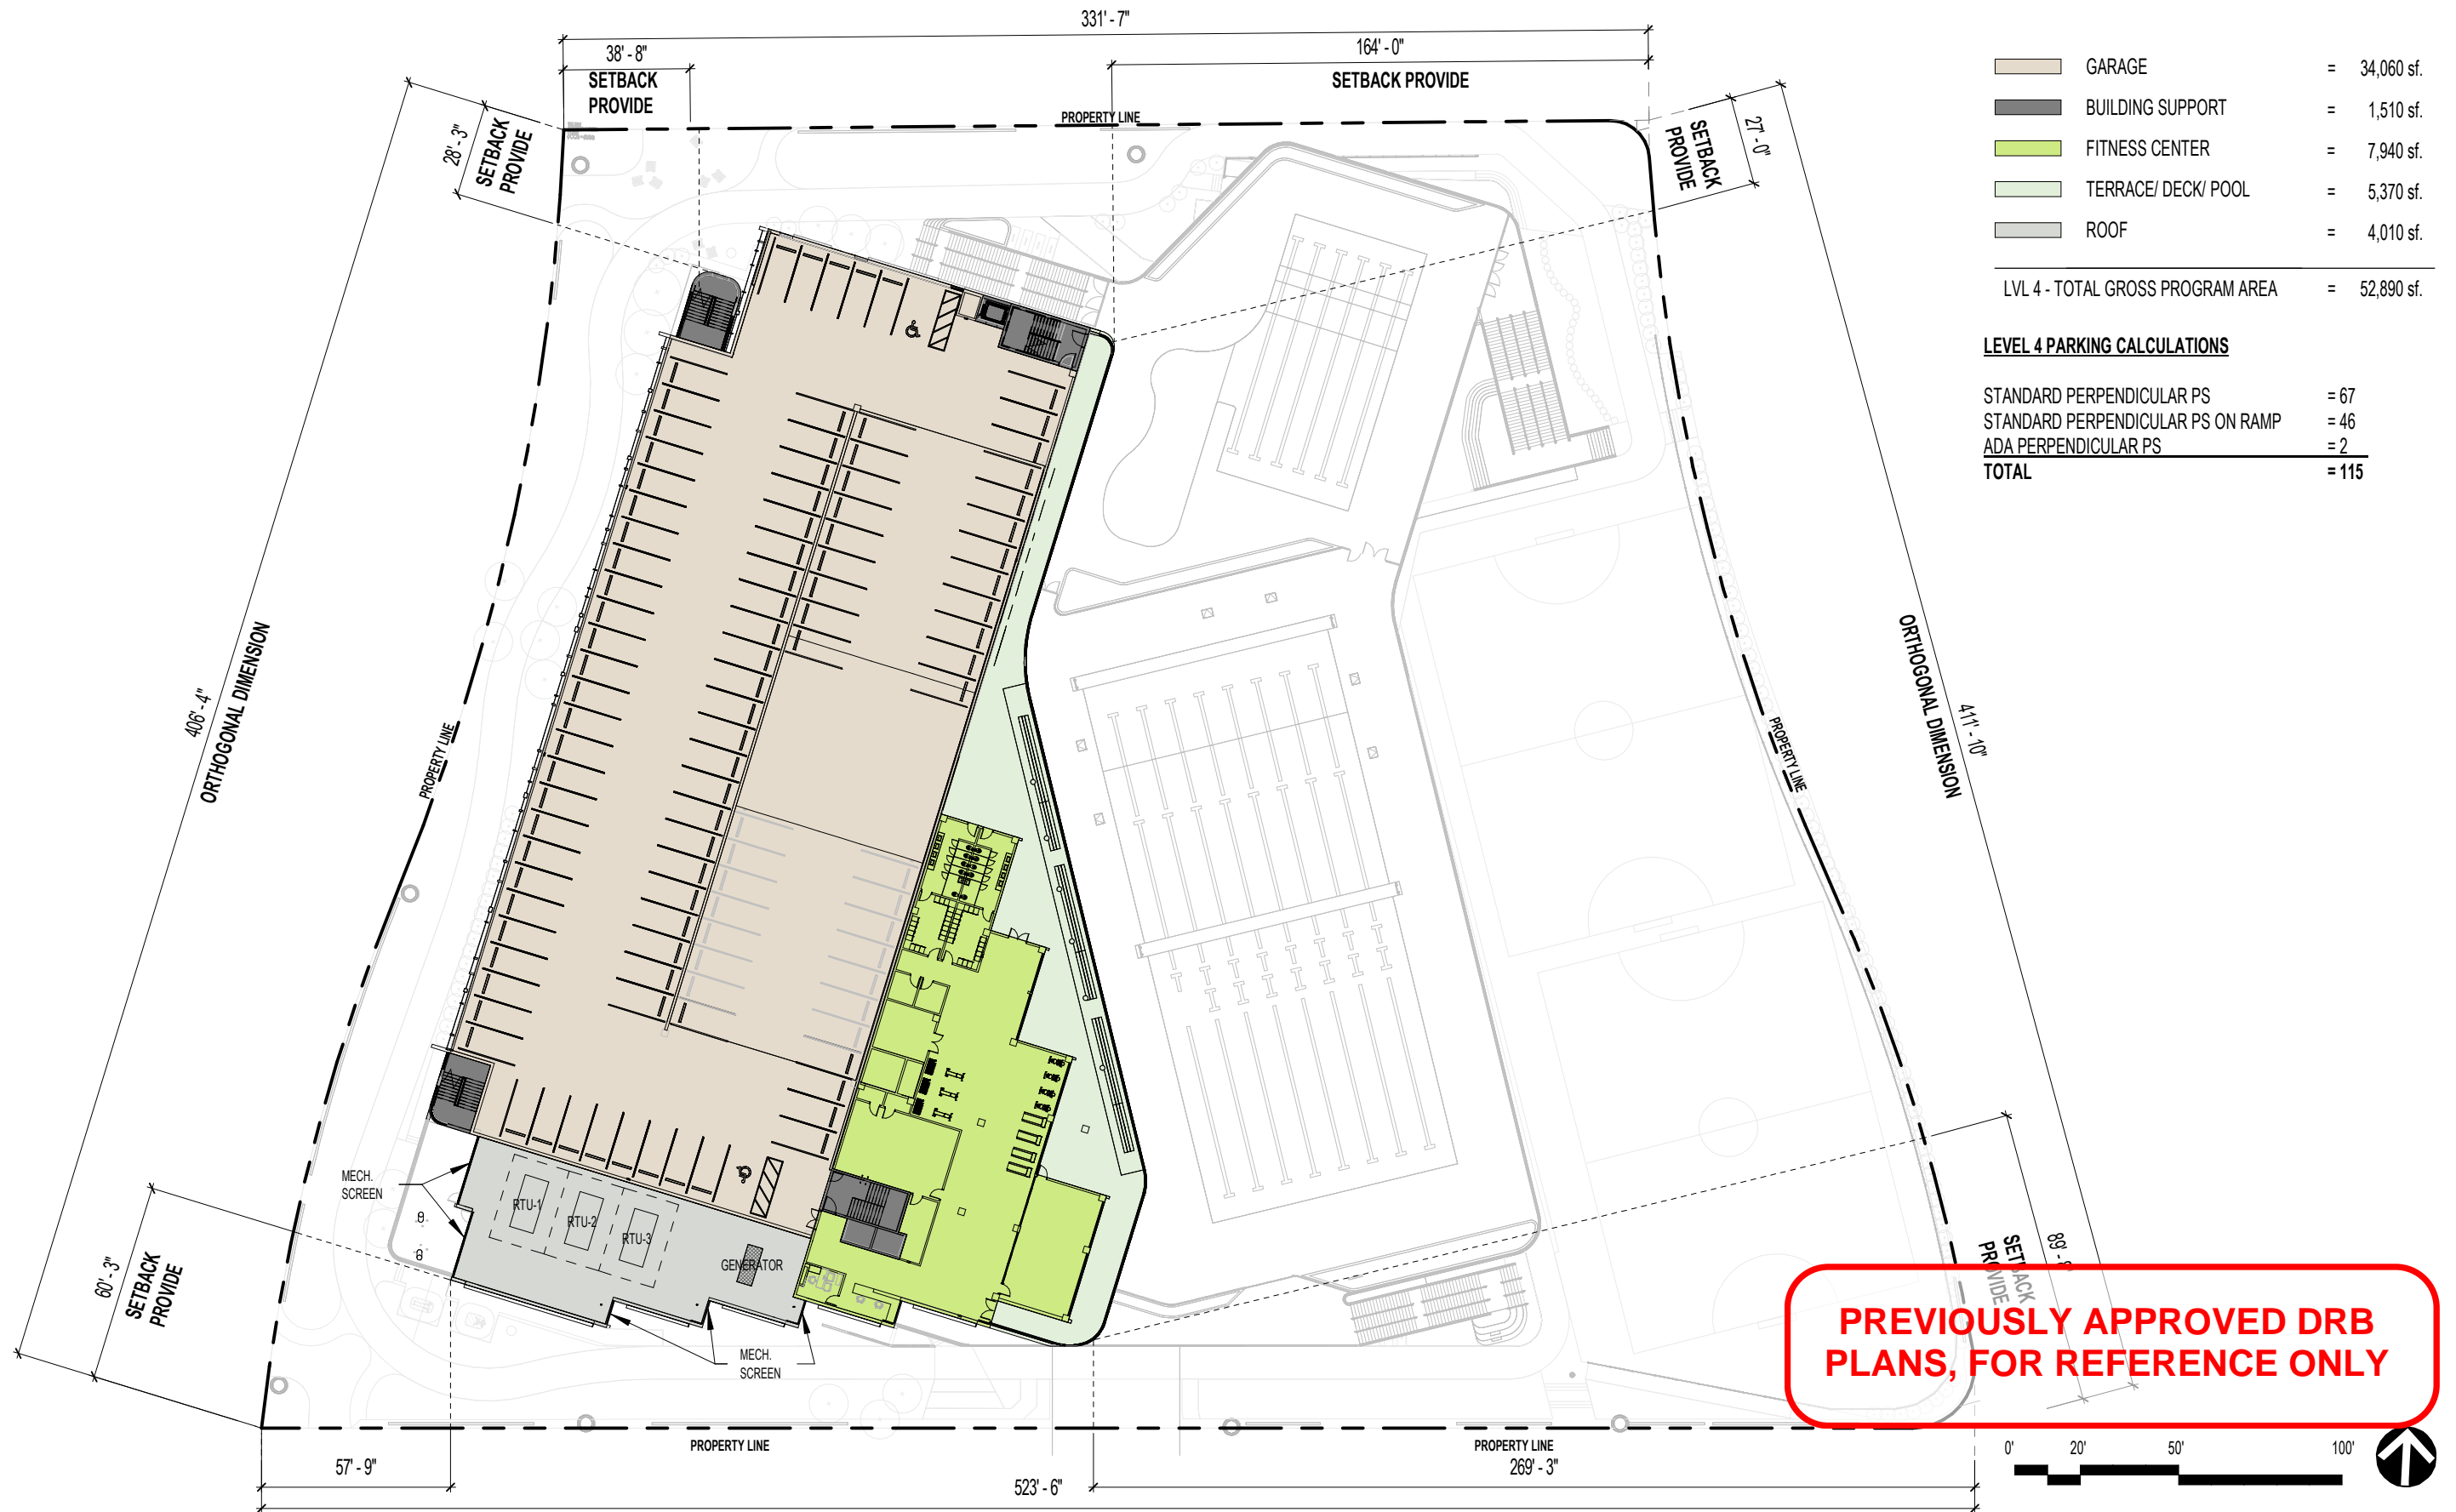 331' - 7"
38' - 8"
164' - 0"
SETBACK
PROVIDE
SETBACK PROVIDE
PROPERTY LINE
28' - 3"
SETBACK
PROVIDE
27' - 0"
SETBACK
PROVIDE
GARAGE = 34,060 sf.
BUILDING SUPPORT = 1,510 sf.
FITNESS CENTER = 7,940 sf.
TERRACE/ DECK/ POOL = 5,370 sf.
ROOF = 4,010 sf.
LVL 4 - TOTAL GROSS PROGRAM AREA = 52,890 sf.
LEVEL 4 PARKING CALCULATIONS
STANDARD PERPENDICULAR PS = 67
STANDARD PERPENDICULAR PS ON RAMP = 46
ADA PERPENDICULAR PS = 2
TOTAL = 115
406' - 4"
ORTHOGONAL DIMENSION
PROPERTY LINE
PROPERTY LINE
ORTHOGONAL DIMENSION
411' - 10"
MECH.
SCREEN
RTU-1
RTU-2
RTU-3
GENERATOR
60' - 3"
SETBACK
PROVIDE
MECH.
SCREEN
SETBACK
PROVIDE
PREVIOUSLY APPROVED DRB
PLANS, FOR REFERENCE ONLY
PROPERTY LINE
PROPERTY LINE
57' - 9"
269' - 3"
523' - 6"
0' 20' 50' 100'